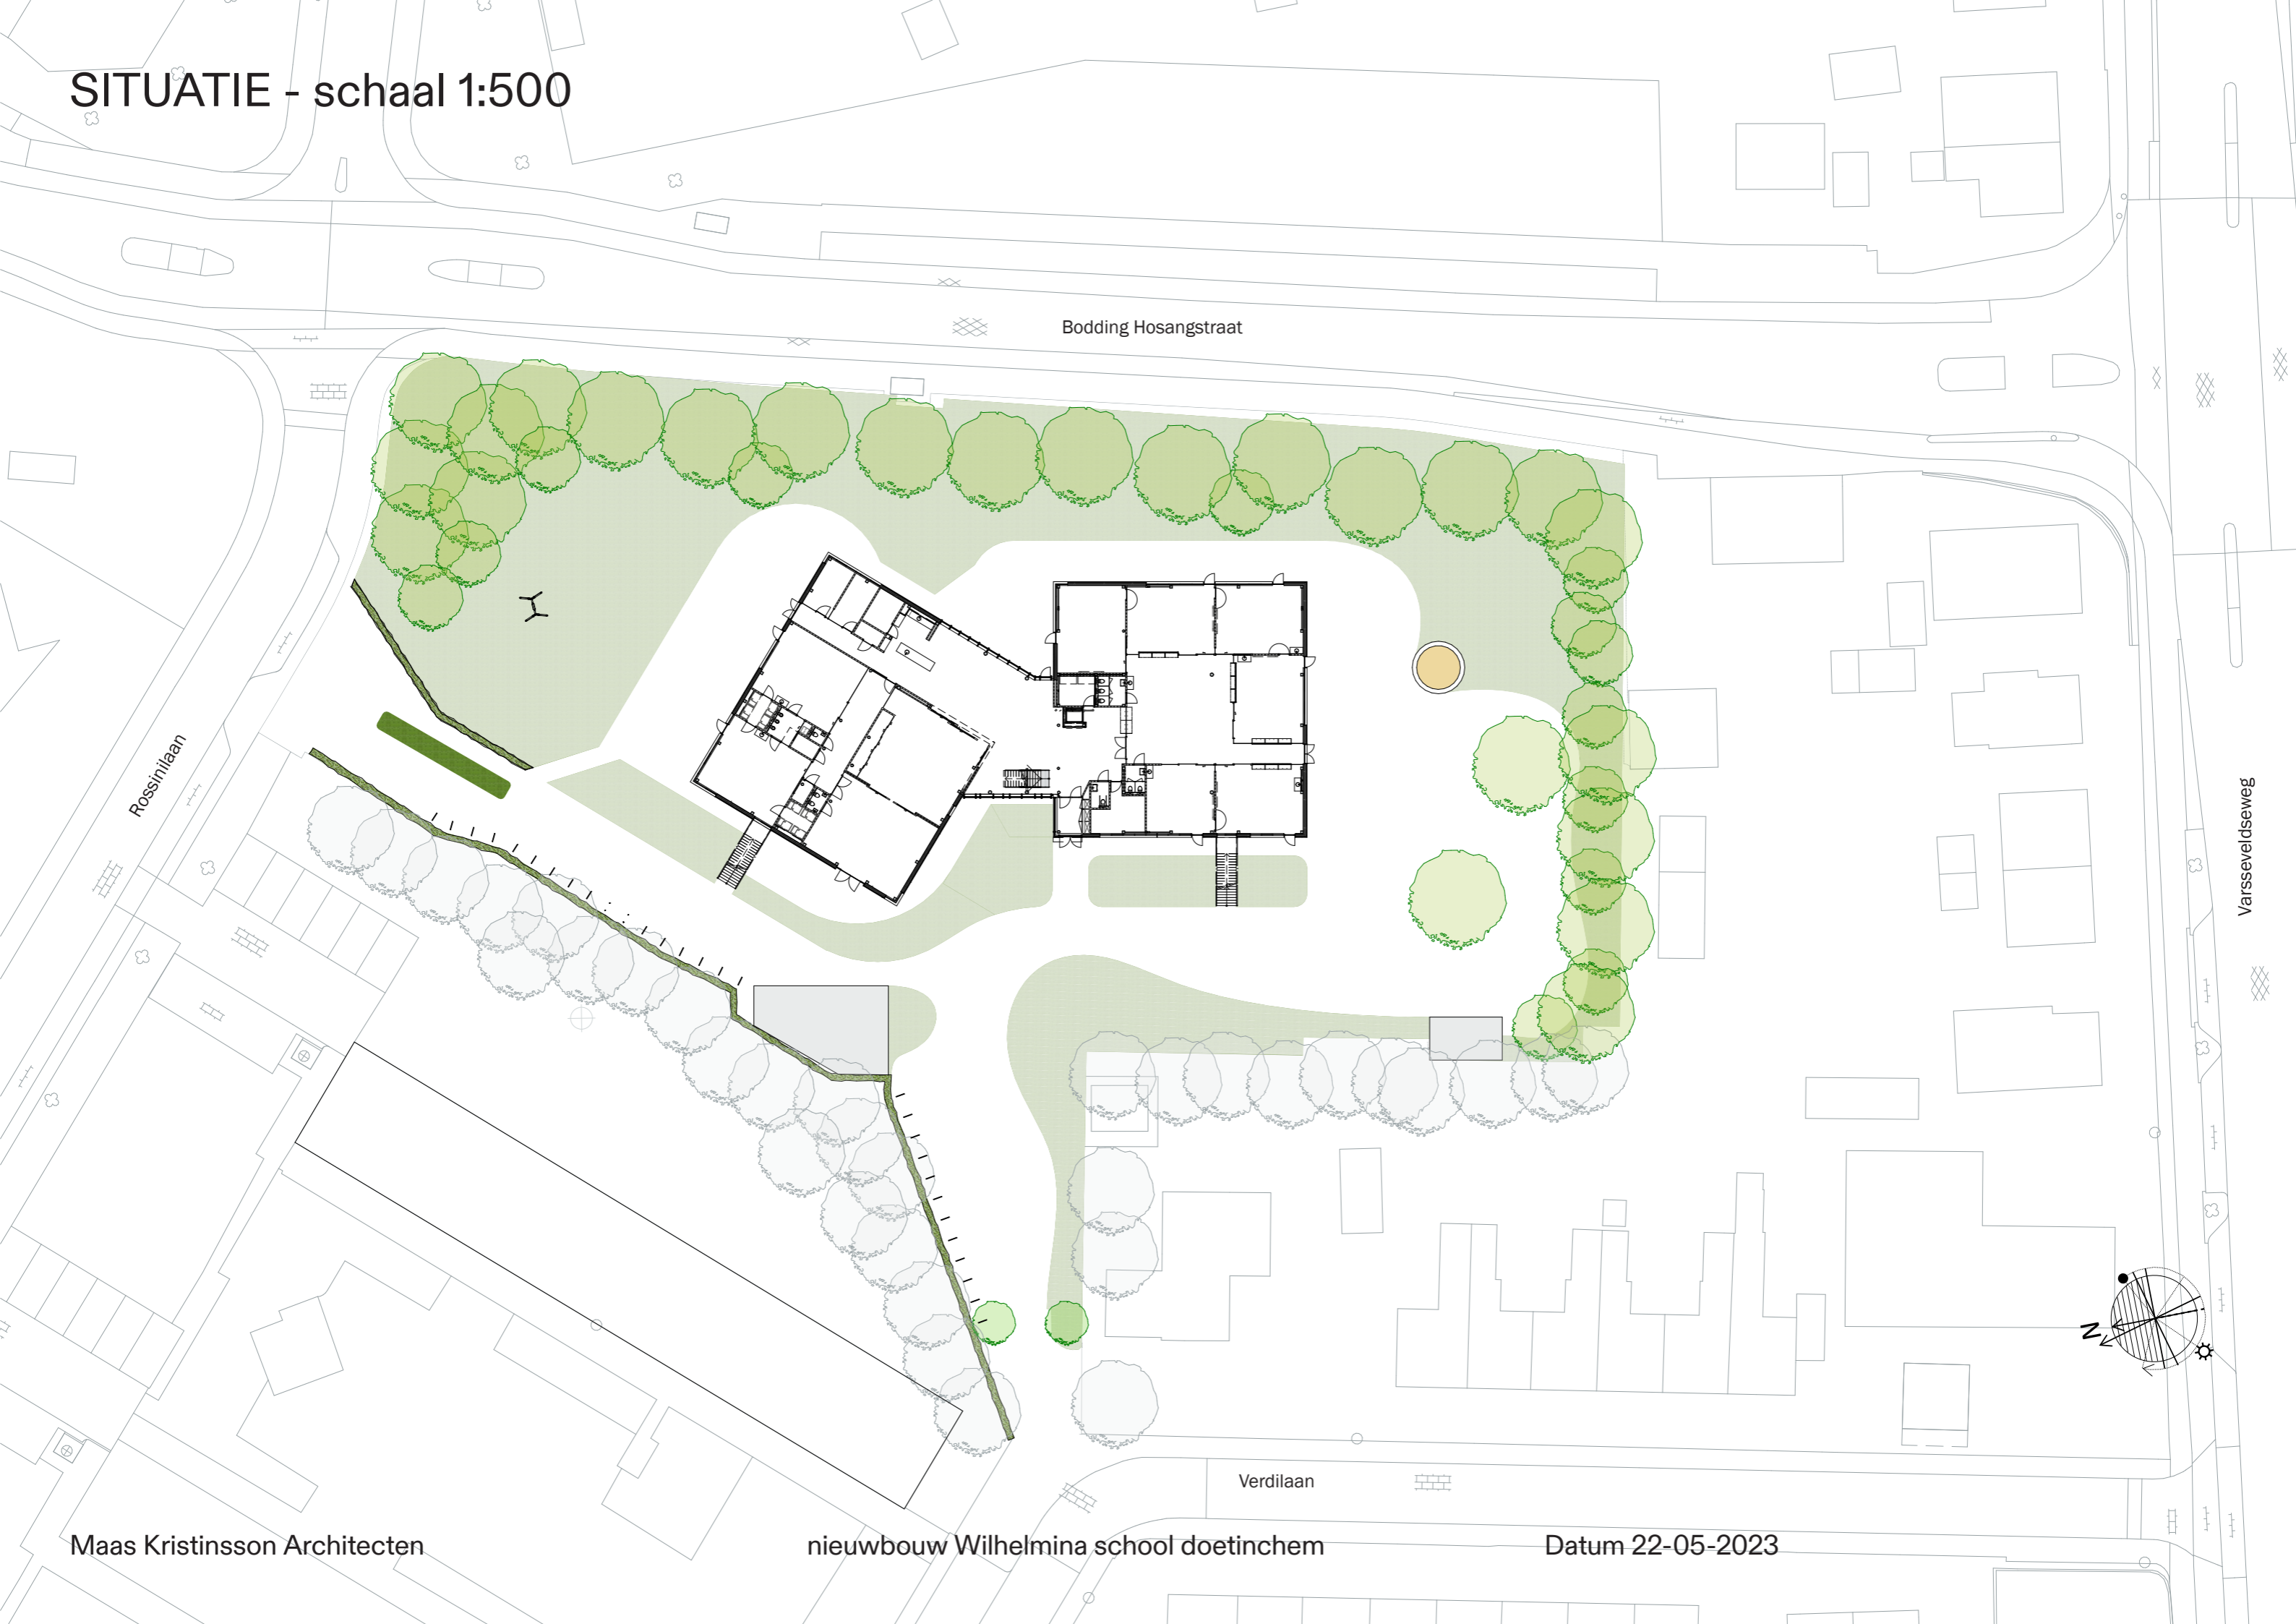 SITUATIE - schaal 1:500
Bodding Hosangstraat
Rossinilaan
Varsseveldseweg
N
Verdilaan
Maas Kristinsson Architecten
nieuwbouw Wilhelmina school doetinchem
Datum 22-05-2023